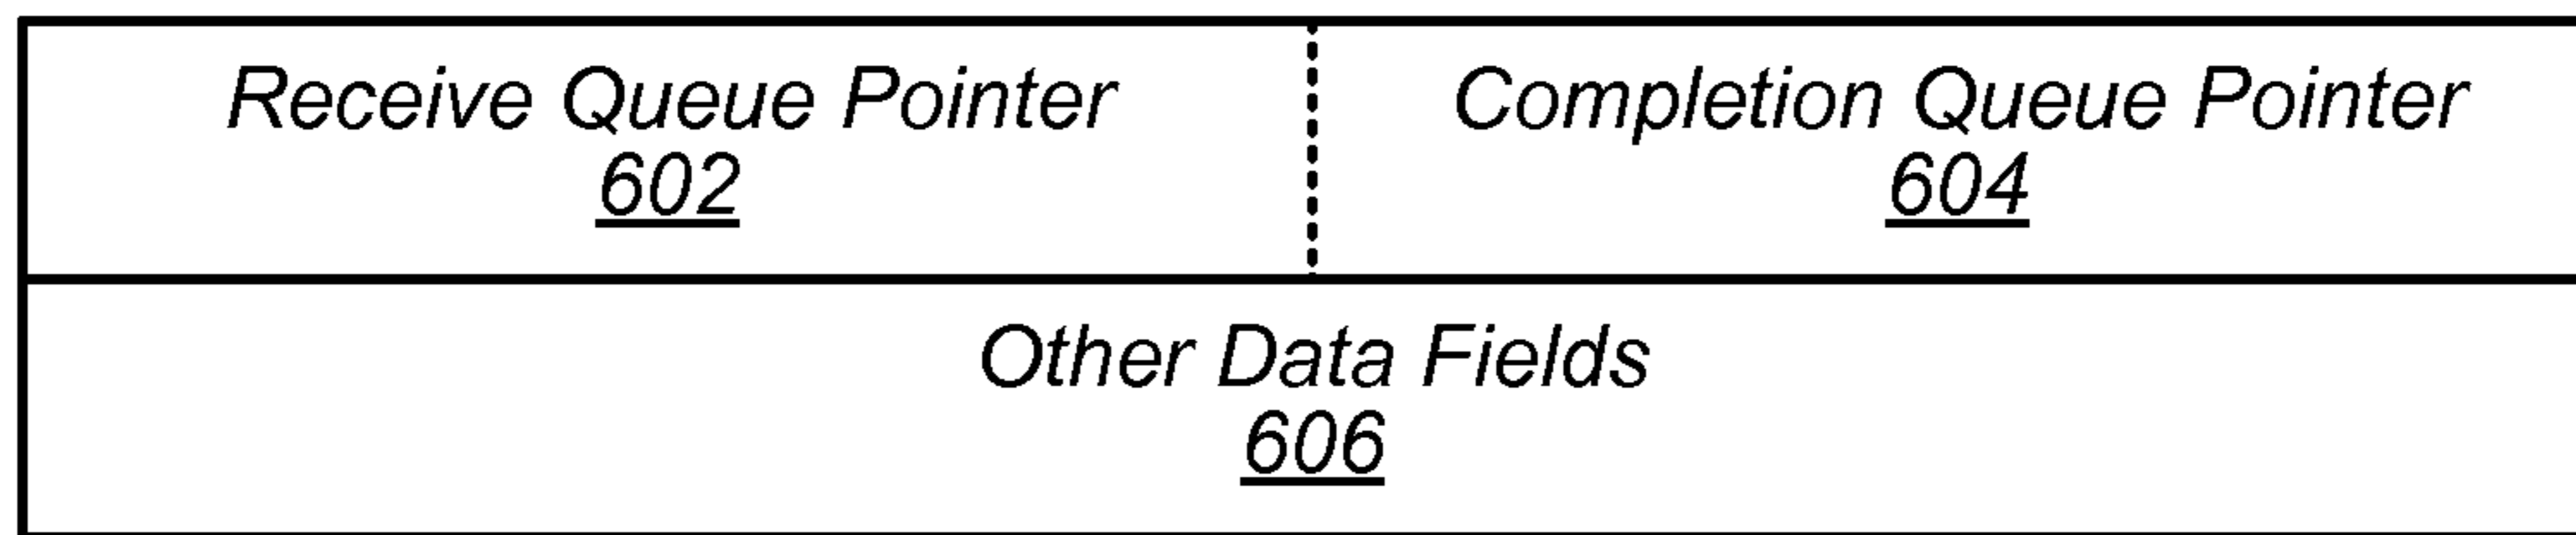 Receive Queue Pointer
602
Completion Queue Pointer
604
Other Data Fields
606